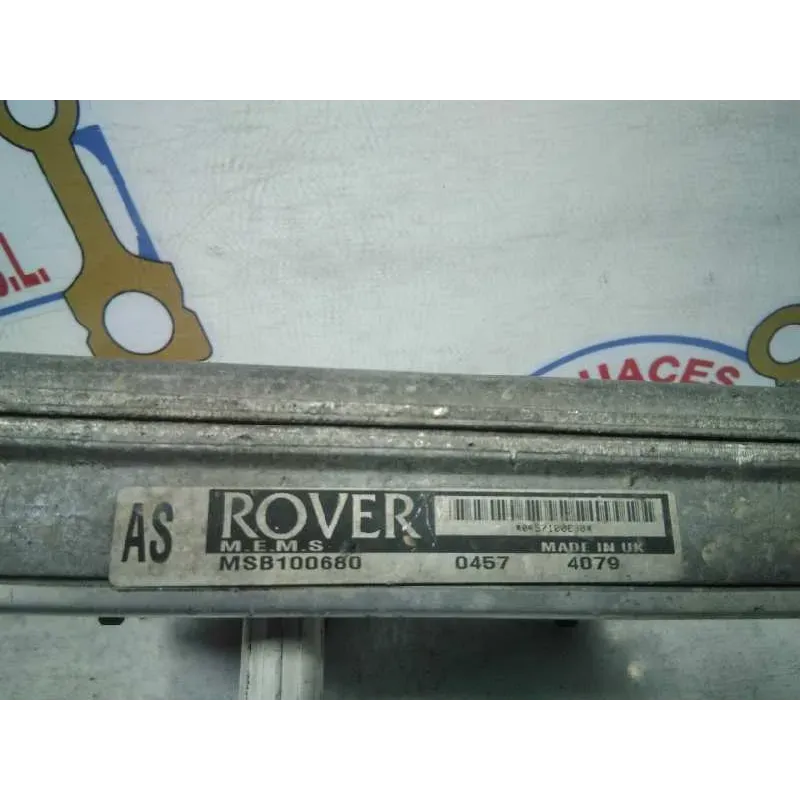 S.L.
HACES
AS
ROVER
M.E.M.S
MADE IN UK
MSB100680 0457 4079